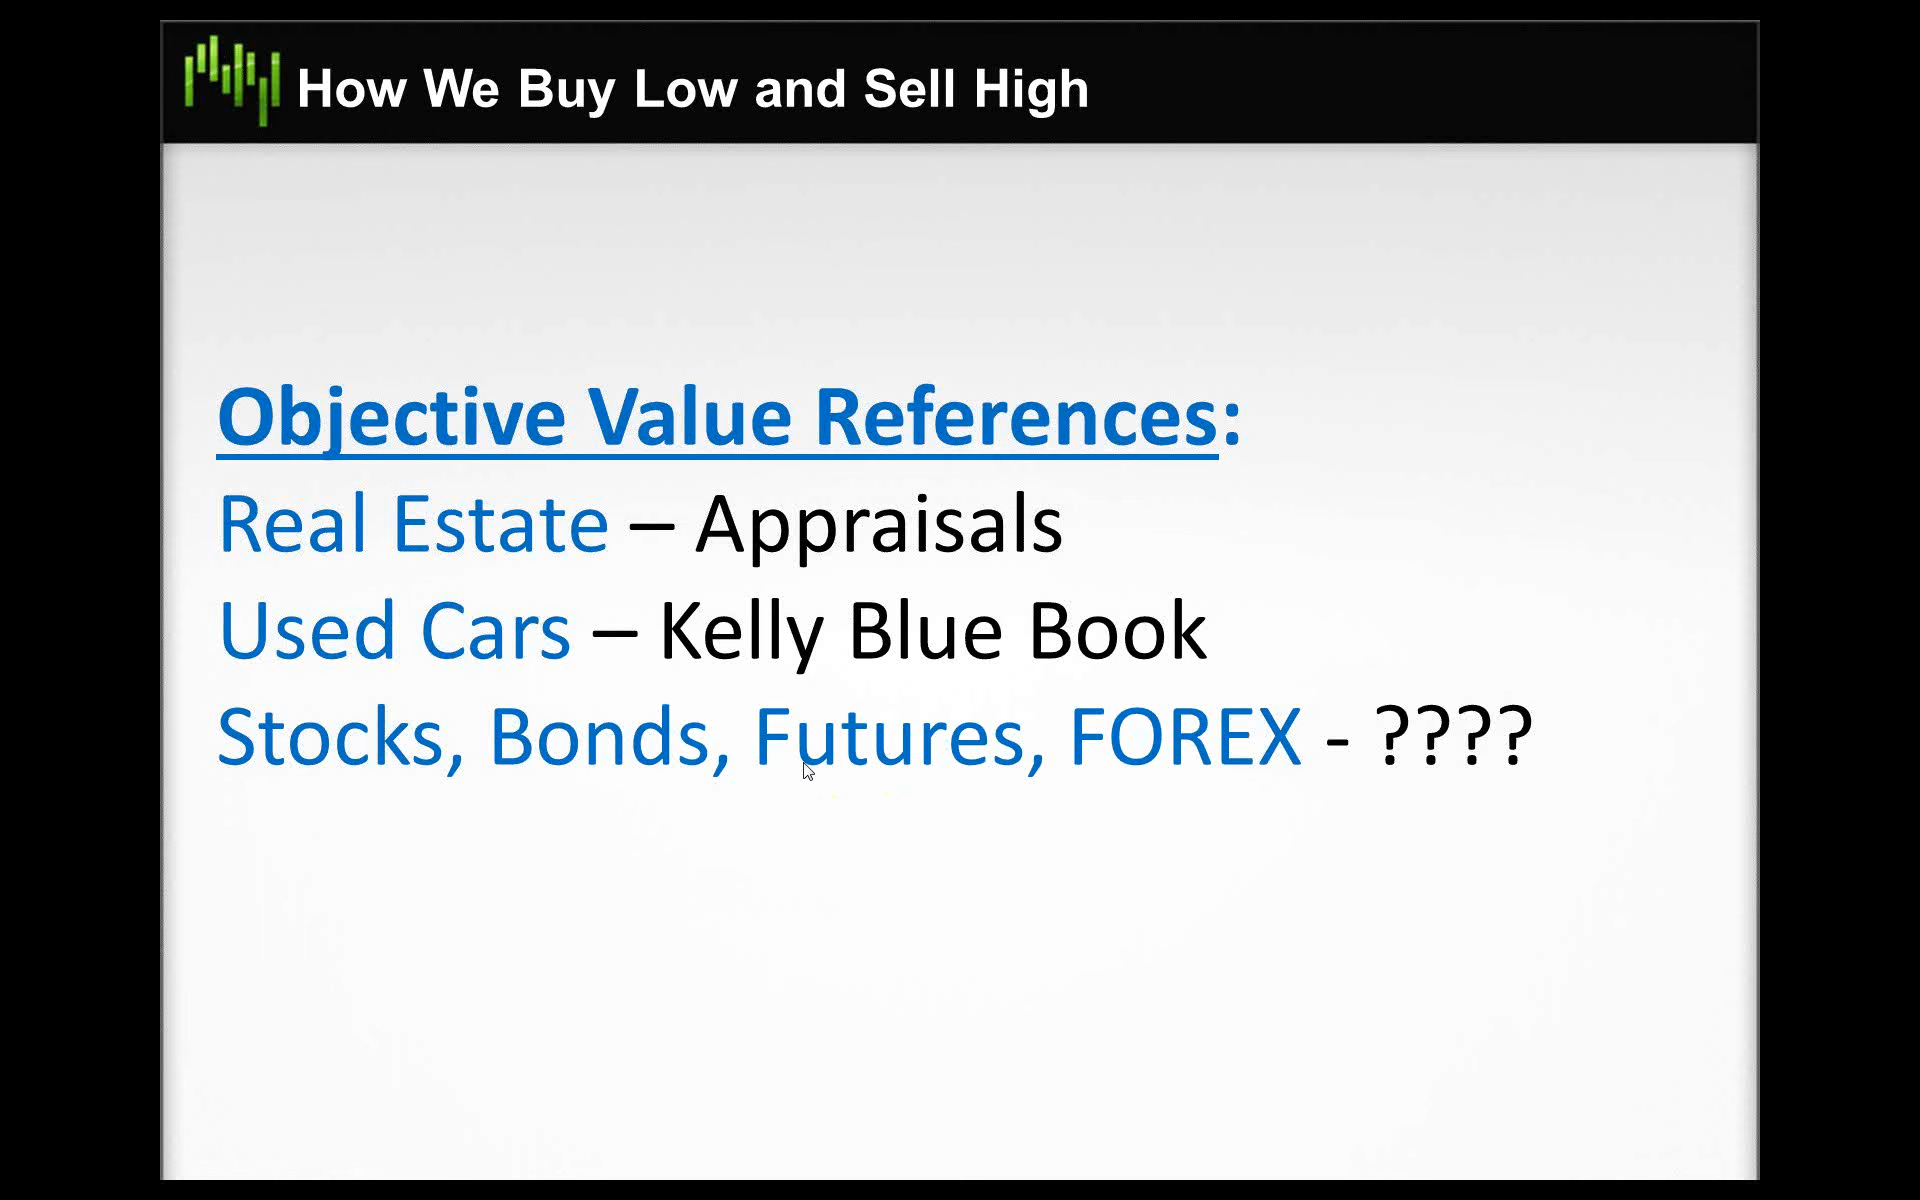 How We Buy Low and Sell High
Objective Value References:
Real Estate – Appraisals
Used Cars – Kelly Blue Book
Stocks, Bonds, Futures, FOREX - ????